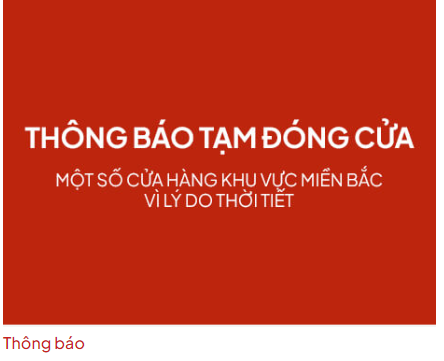 THÔNG BÁO TẠM ĐÓNG CỬA
MỘT SỐ CỬA HÀNG KHU VỰC MIỀN BẮC
VÌ LÝ DO THỜI TIẾT
Thông báo